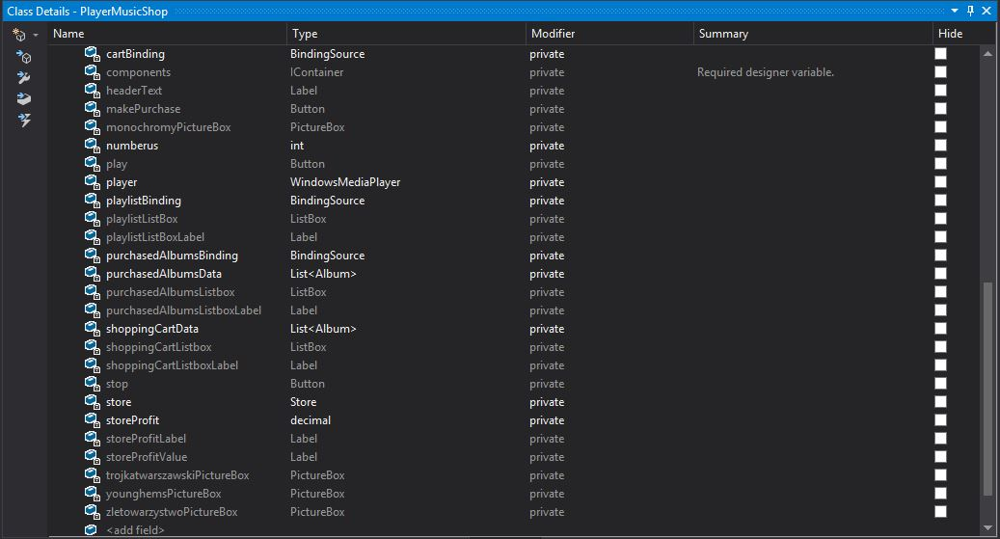 Class Details - PlayerMusicShop
Name Type Modifier Summary Hide
cartBinding BindingSource private
components IContainer private Required designer variable.
headerText Label private
makePurchase Button private
monochromyPictureBox PictureBox private
numberus int private
play Button private
player WindowsMediaPlayer private
playlistBinding BindingSource private
playlistListBox ListBox private
playlistListBoxLabel Label private
purchasedAlbumsBinding BindingSource private
purchasedAlbumsData List<Album> private
purchasedAlbumsListbox ListBox private
purchasedAlbumsListboxLabel Label private
shoppingCartData List<Album> private
shoppingCartListbox ListBox private
shoppingCartListboxLabel Label private
stop Button private
store Store private
storeProfit decimal private
storeProfitLabel Label private
storeProfitValue Label private
trojkatwarszawskiPictureBox PictureBox private
younghemsPictureBox PictureBox private
zletowarzystwoPictureBox PictureBox private
<add field>